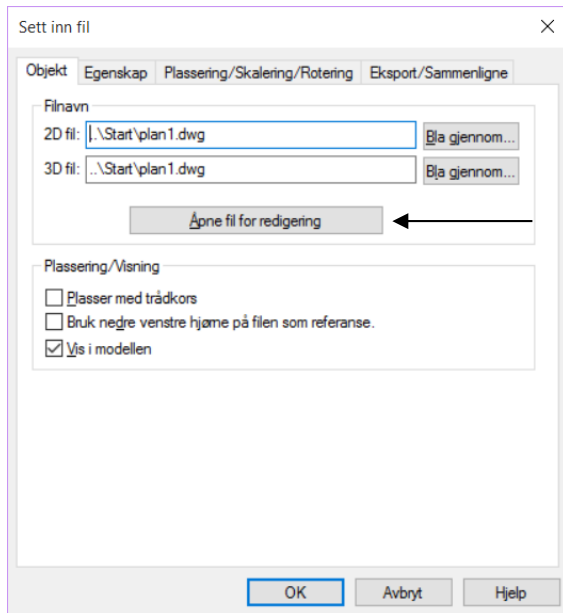 Sett inn fil
Objekt Egenskap Plassering/Skalering/Rotering Eksport/Sammenligne
Filnavn
2D fil: ..\Start\plan1.dwg Bla gjennom...
3D fil: ..\Start\plan1.dwg Bla gjennom...
Åpne fil for redigering
Plassering/Visning
Plasser med trådkors
Bruk nedre venstre hjørne på filen som referanse.
Vis i modellen
OK Avbryt Hjelp